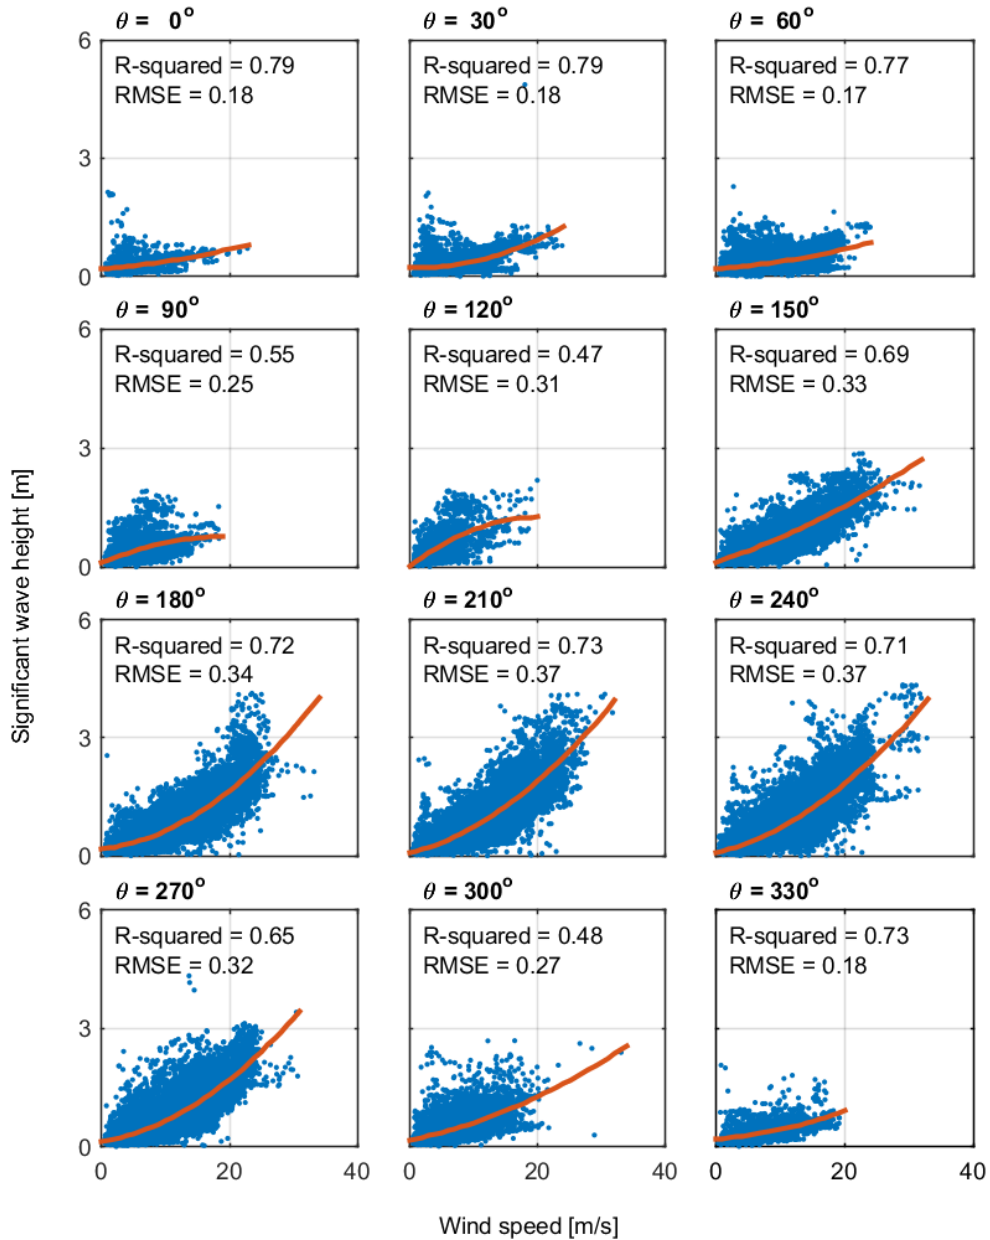 θ = 0° θ = 30° θ = 60°
6
R-squared = 0.79 R-squared = 0.79 R-squared = 0.77
RMSE = 0.18 RMSE = 0.18 RMSE = 0.17
3
0
θ = 90° θ = 120° θ = 150°
6
R-squared = 0.55 R-squared = 0.47 R-squared = 0.69
RMSE = 0.25 RMSE = 0.31 RMSE = 0.33
3
0
Significant wave height [m]
θ = 180° θ = 210° θ = 240°
6
R-squared = 0.72 R-squared = 0.73 R-squared = 0.71
RMSE = 0.34 RMSE = 0.37 RMSE = 0.37
3
0
θ = 270° θ = 300° θ = 330°
6
R-squared = 0.65 R-squared = 0.48 R-squared = 0.73
RMSE = 0.32 RMSE = 0.27 RMSE = 0.18
3
0
0 20 40 0 20 40 0 20 40
Wind speed [m/s]